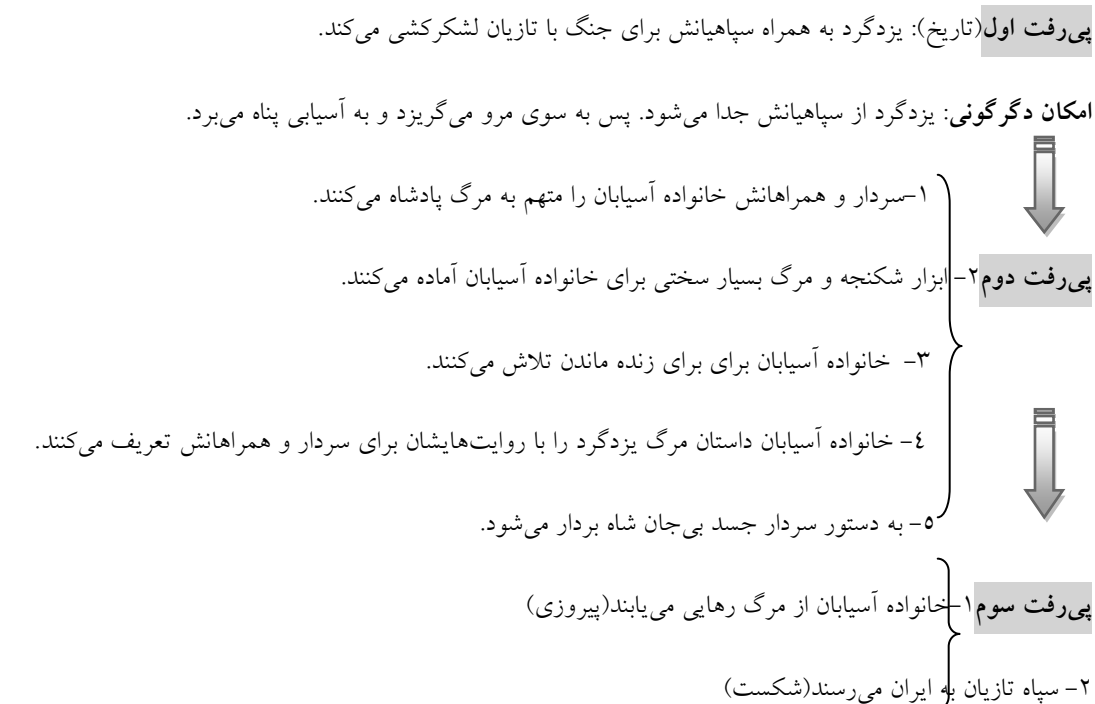 پی‌رفت اول(تاریخ): یزدگرد به همراه سپاهیانش برای جنگ با تازیان لشکرکشی می‌کند.
امکان دگرگونی: یزدگرد از سپاهیانش جدا می‌شود. پس به سوی مرو می‌گریزد و به آسیابی پناه می‌برد.
۱-سردار و همراهانش خانواده آسیابان را متهم به مرگ پادشاه می‌کنند.
پی‌رفت دوم۲- ابزار شکنجه و مرگ بسیار سختی برای خانواده آسیابان آماده می‌کنند.
۳- خانواده آسیابان برای برای زنده ماندن تلاش می‌کنند.
۴- خانواده آسیابان داستان مرگ یزدگرد را با روایت‌هایشان برای سردار و همراهانش تعریف می‌کنند.
۵- به دستور سردار جسد بی‌جان شاه بردار می‌شود.
پی‌رفت سوم۱-خانواده آسیابان از مرگ رهایی می‌یابند(پیروزی)
۲- سپاه تازیان به ایران می‌رسند(شکست)